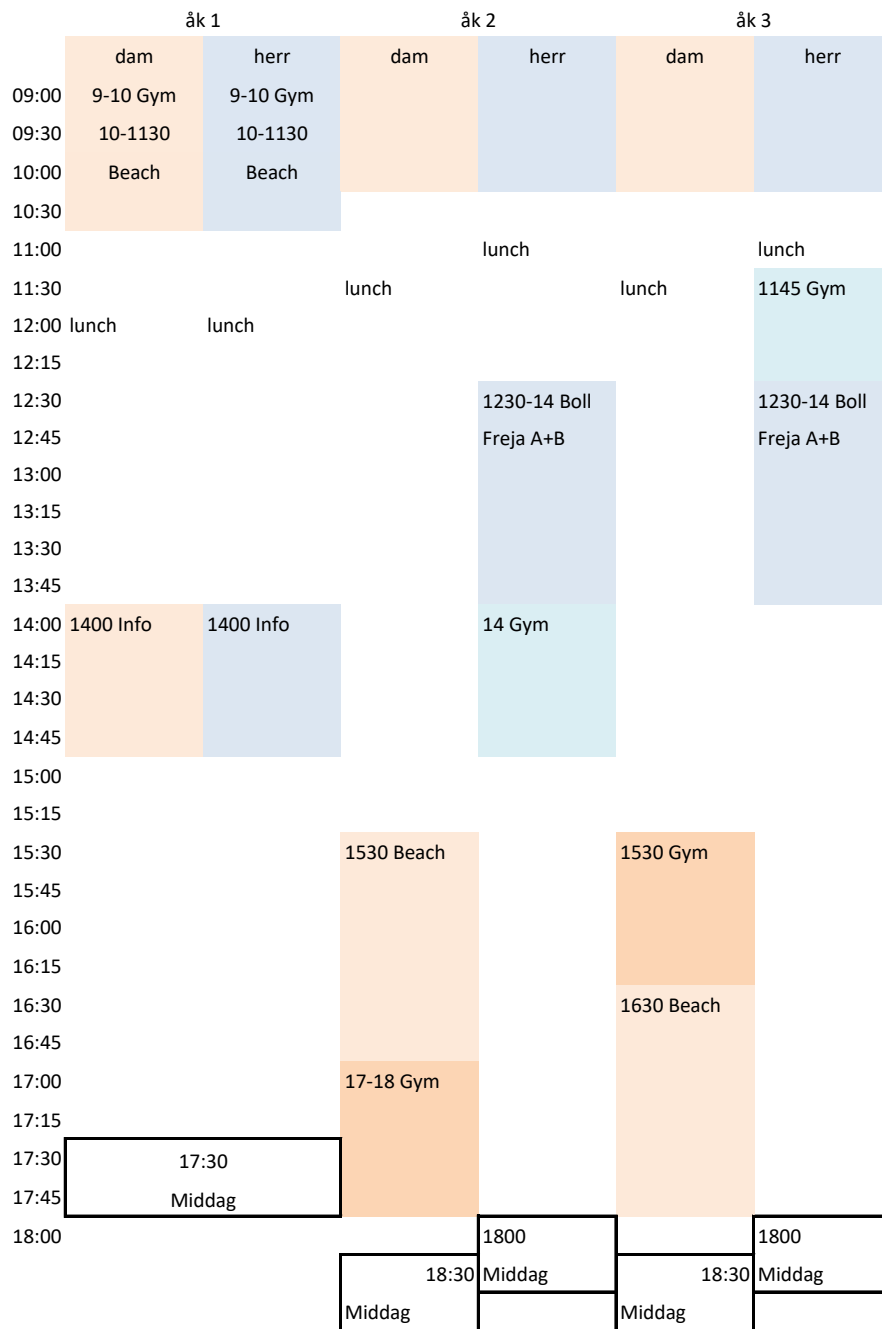 åk 1 åk 2 åk 3
dam herr dam herr dam herr
09:00 9-10 Gym 9-10 Gym
09:30 10-1130 10-1130
10:00 Beach Beach
10:30
11:00 lunch lunch
11:30 lunch lunch 1145 Gym
12:00 lunch lunch
12:15
12:30 1230-14 Boll 1230-14 Boll
12:45 Freja A+B Freja A+B
13:00
13:15
13:30
13:45
14:00 1400 Info 1400 Info 14 Gym
14:15
14:30
14:45
15:00
15:15
15:30 1530 Beach 1530 Gym
15:45
16:00
16:15
16:30 1630 Beach
16:45
17:00 17-18 Gym
17:15
17:30 17:30
17:45 Middag
18:00 1800 1800
18:30 Middag 18:30 Middag
Middag Middag